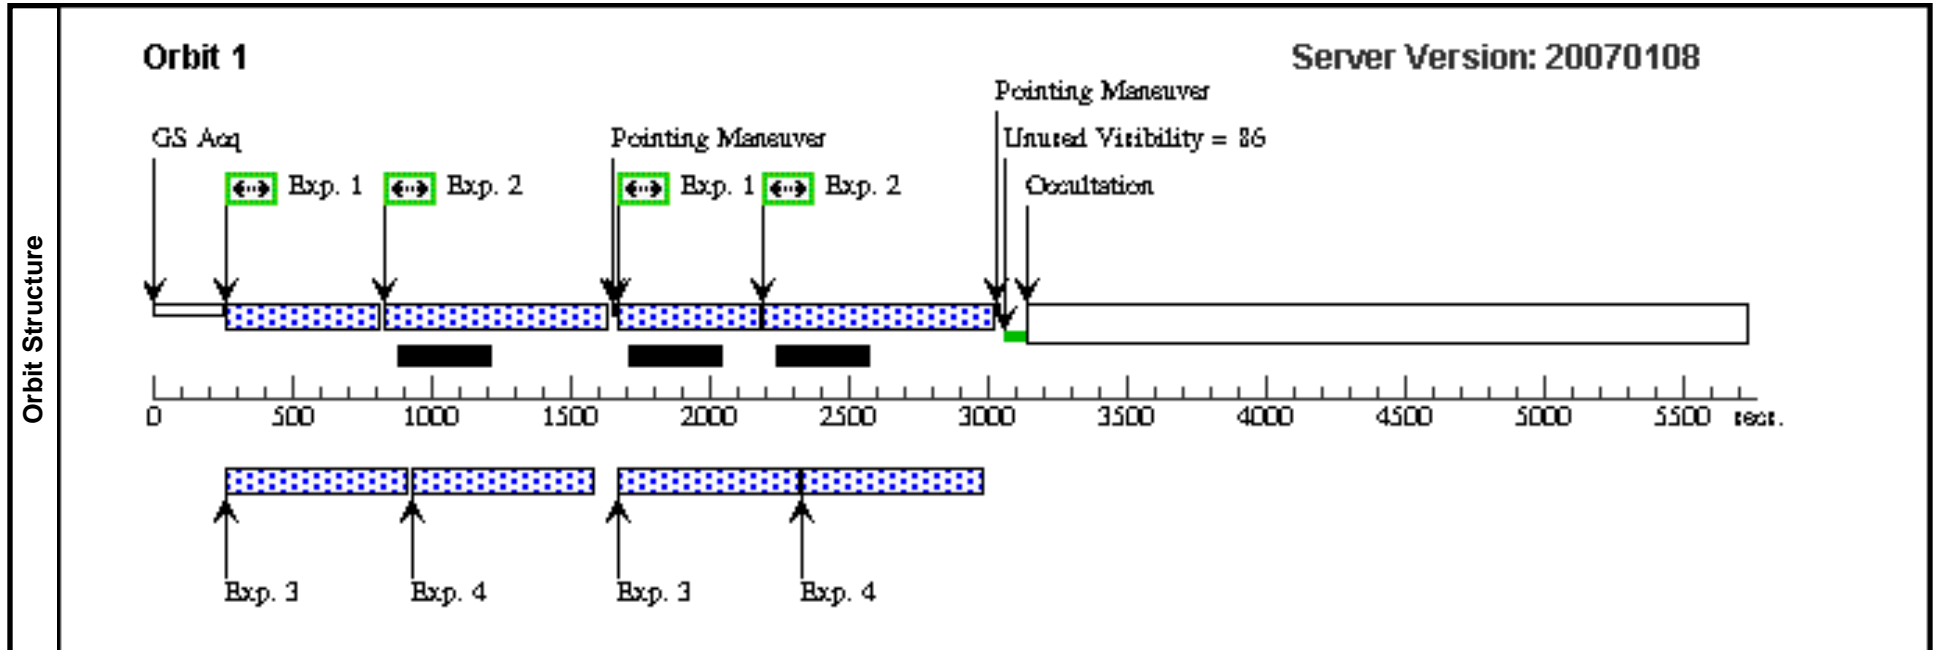 Orbit 1
Server Version: 20070108
Pointing Maneuver
GS Acq
Pointing Maneuver
Unused Visibility = 86
Exp. 1
Exp. 2
Exp. 1
Exp. 2
Occultation
Orbit Structure
0 500 1000 1500 2000 2500 3000 3500 4000 4500 5000 5500 secs.
Exp. 3
Exp. 4
Exp. 3
Exp. 4